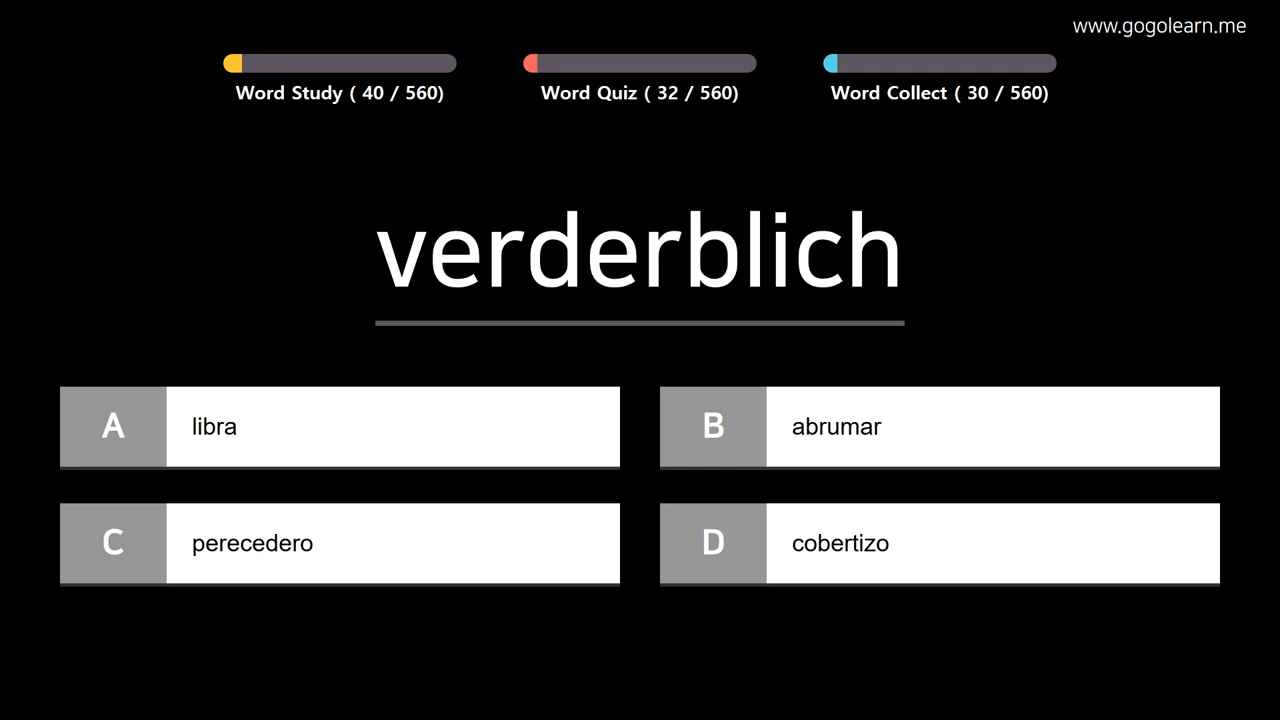 www.gogolearn.me
Word Study ( 40 / 560)
Word Quiz ( 32 / 560)
Word Collect ( 30 / 560)
verderblich
A libra
B abrumar
C perecedero
D cobertizo